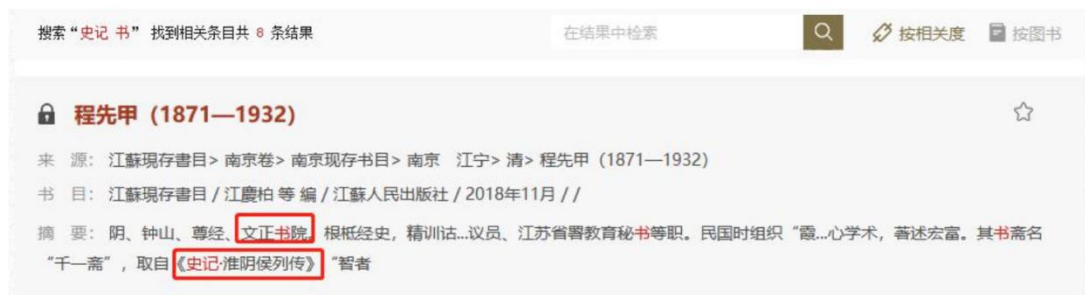 搜索“史记 书” 找到相关条目共 8 条结果 在结果中检索 按相关度 按图书
程先甲（1871—1932）
来 源：江蘇現存書目> 南京卷> 南京现存书目> 南京 江宁> 清> 程先甲（1871—1932）
书 目：江蘇現存書目 / 江慶柏 等 编 / 江蘇人民出版社 / 2018年11月 / /
摘 要：阴、钟山、尊经、文正书院。根柢经史，精训诂...议员、江苏省署教育秘书等职。民国时组织“霞...心学术，著述宏富。其书斋名
“千一斋”，取自《史记·淮阴侯列传》“智者